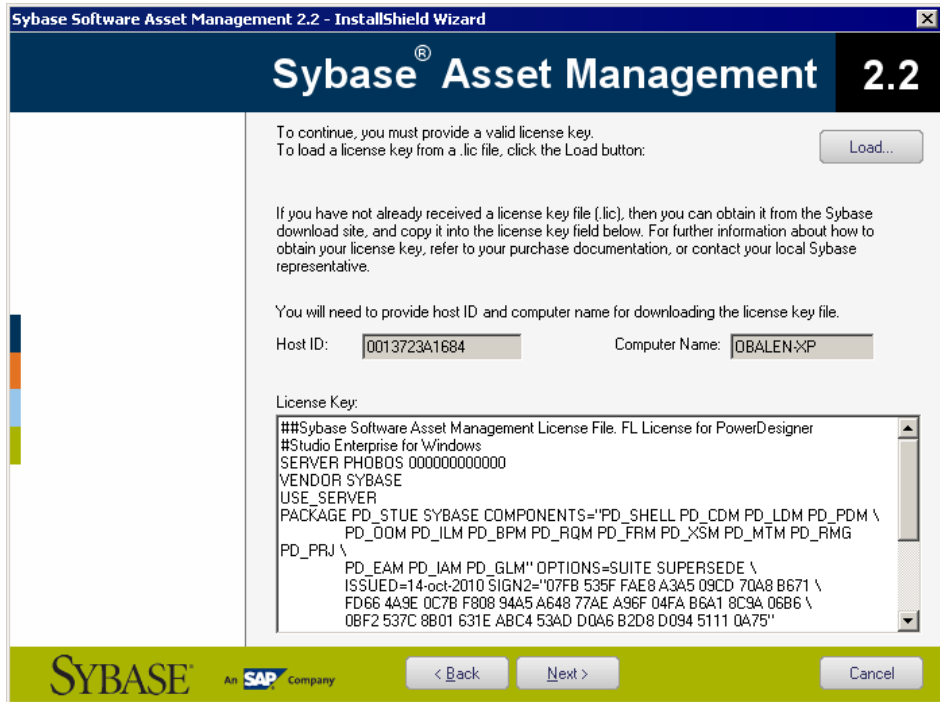 Sybase Software Asset Management 2.2 - InstallShield Wizard
Sybase® Asset Management 2.2
To continue, you must provide a valid license key.
To load a license key from a .lic file, click the Load button:
Load...
If you have not already received a license key file (.lic), then you can obtain it from the Sybase
download site, and copy it into the license key field below. For further information about how to
obtain your license key, refer to your purchase documentation, or contact your local Sybase
representative.
You will need to provide host ID and computer name for downloading the license key file.
Host ID: 0013723A1684 Computer Name: OBALEN-XP
License Key:
##Sybase Software Asset Management License File. FL License for PowerDesigner
#Studio Enterprise for Windows
SERVER PHOBOS 000000000000
VENDOR SYBASE
USE_SERVER
PACKAGE PD_STUE SYBASE COMPONENTS="PD_SHELL PD_CDM PD_LDM PD_PDM \
PD_OOM PD_ILM PD_BPM PD_RQM PD_FRM PD_XSM PD_MTM PD_RMG
PD_PRJ \
PD_EAM PD_IAM PD_GLM" OPTIONS=SUITE SUPERSEDE \
ISSUED=14-oct-2010 SIGN2="07FB 535F FAE8 A3A5 09CD 70A8 B671 \
FD66 4A9E 0C7B F808 94A5 A648 77AE A96F 04FA B6A1 8C9A 06B6 \
0BF2 537C 8B01 631E ABC4 53AD D0A6 B2D8 D094 5111 0A75"
SYBASE An SAP Company
< Back Next > Cancel